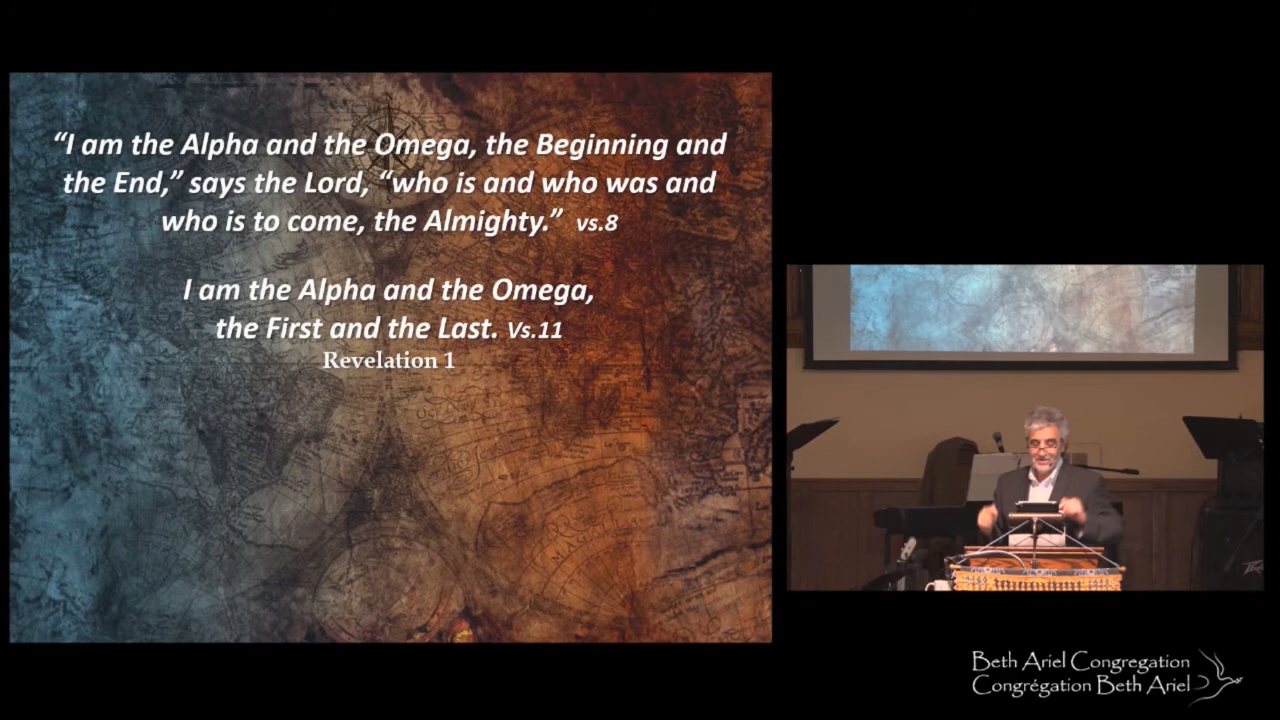 “I am the Alpha and the Omega, the Beginning and
the End,” says the Lord, “who is and who was and
who is to come, the Almighty.” vs.8
I am the Alpha and the Omega,
the First and the Last. Vs.11
Revelation 1
Beth Ariel Congregation
Congrégation Beth Ariel